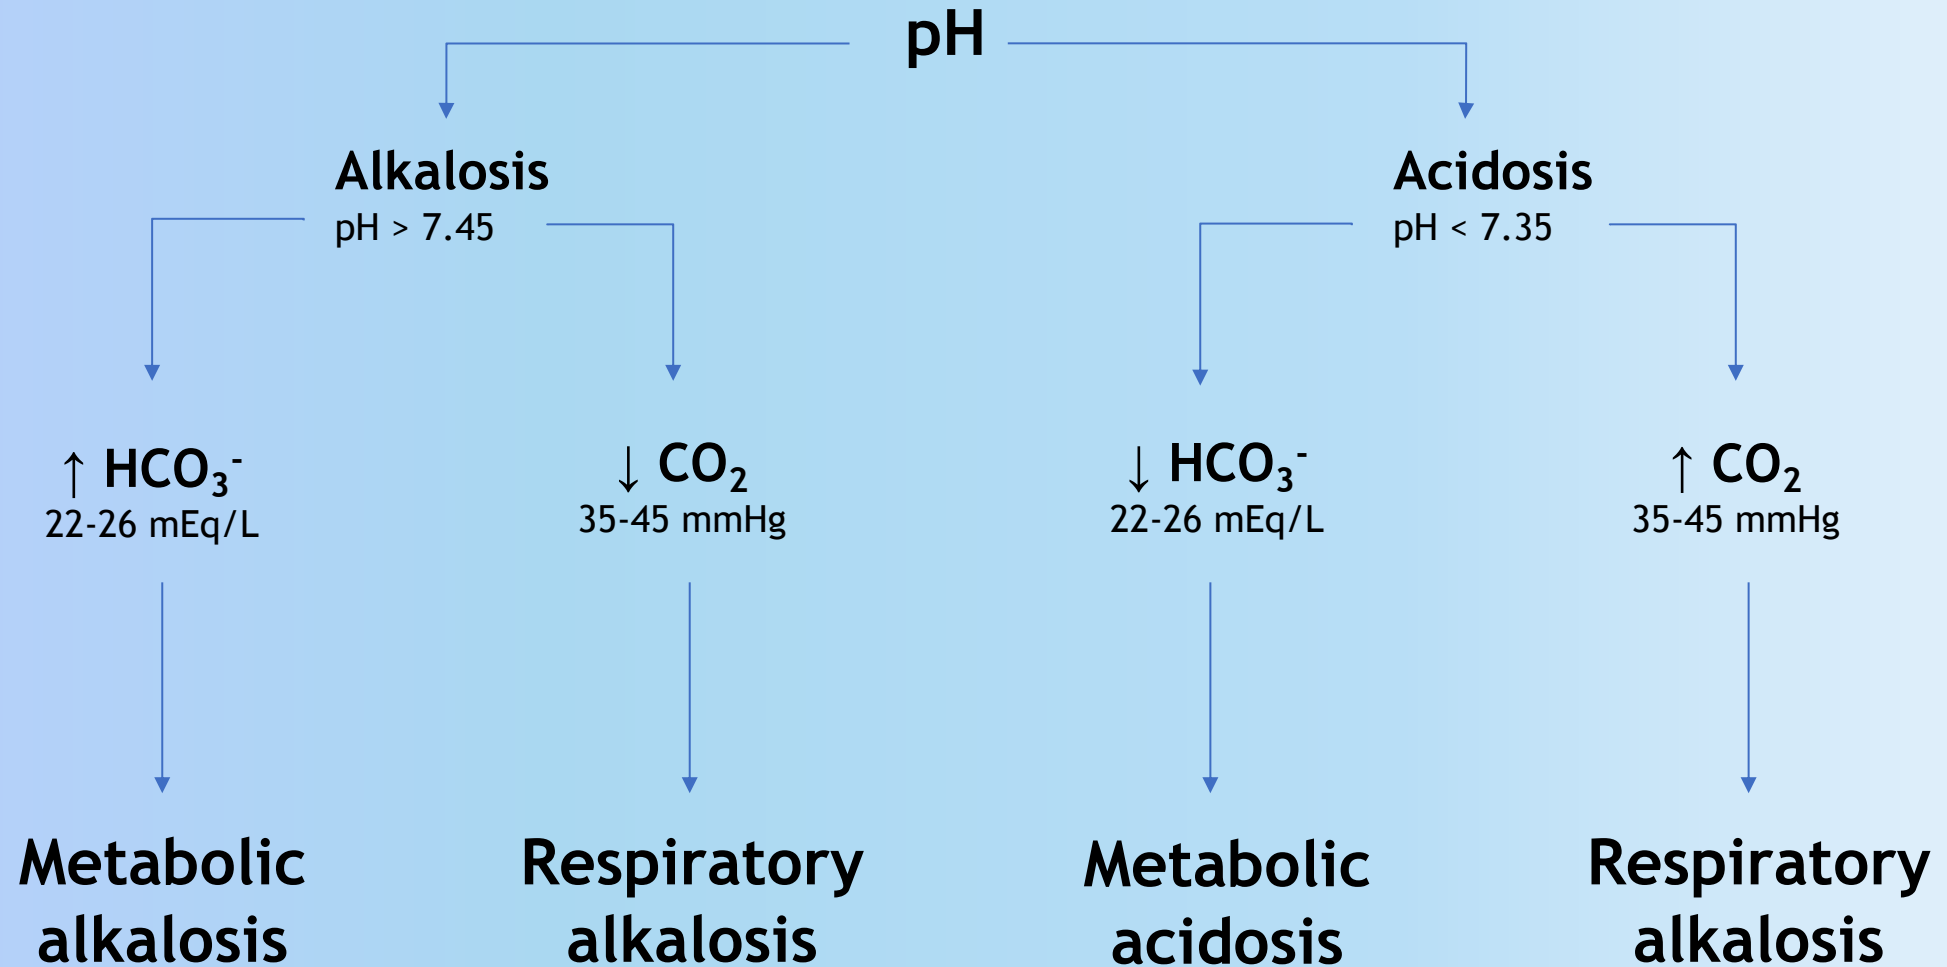 pH
Alkalosis
pH > 7.45
Acidosis
pH < 7.35
↑ HCO₃⁻
22-26 mEq/L
↓ CO₂
35-45 mmHg
↓ HCO₃⁻
22-26 mEq/L
↑ CO₂
35-45 mmHg
Metabolic
alkalosis
Respiratory
alkalosis
Metabolic
acidosis
Respiratory
alkalosis